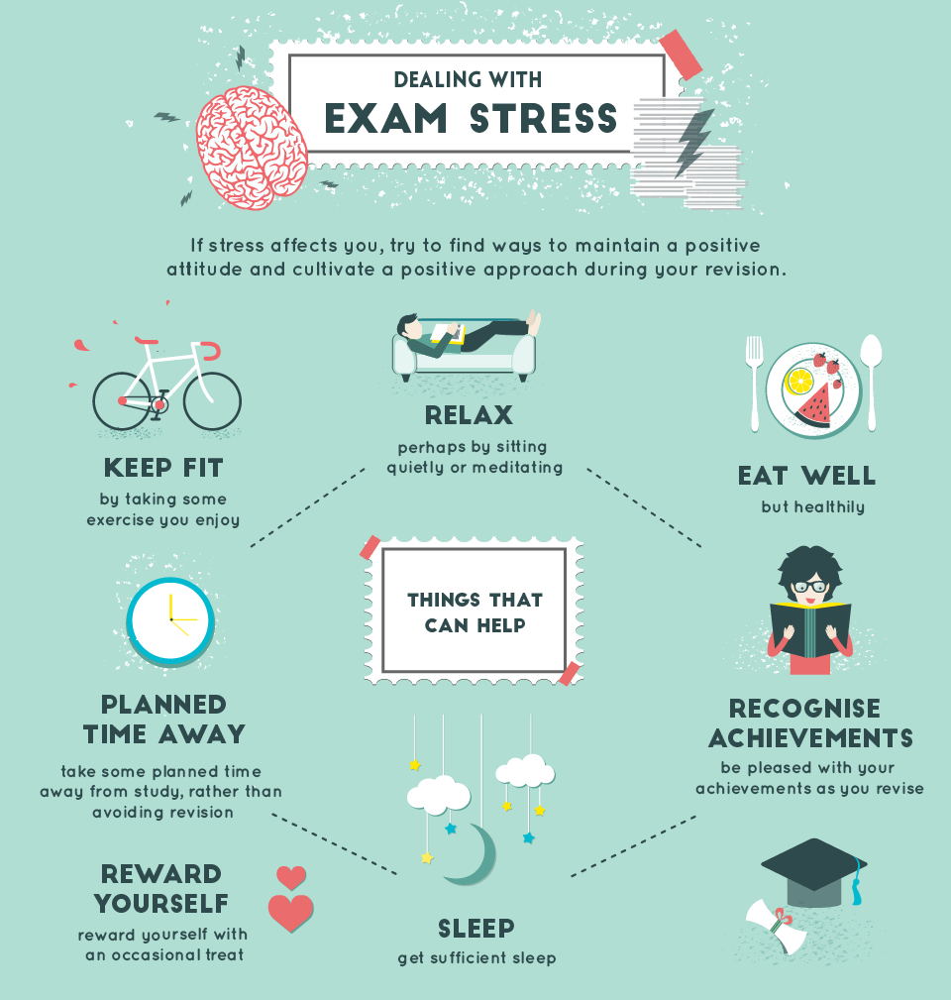 DEALING WITH
EXAM STRESS
If stress affects you, try to find ways to maintain a positive
attitude and cultivate a positive approach during your revision.
KEEP FIT
by taking some
exercise you enjoy
RELAX
perhaps by sitting
quietly or meditating
EAT WELL
but healthily
THINGS THAT
CAN HELP
PLANNED
TIME AWAY
take some planned time
away from study, rather than
avoiding revision
RECOGNISE
ACHIEVEMENTS
be pleased with your
achievements as you revise
REWARD
YOURSELF
reward yourself with
an occasional treat
SLEEP
get sufficient sleep